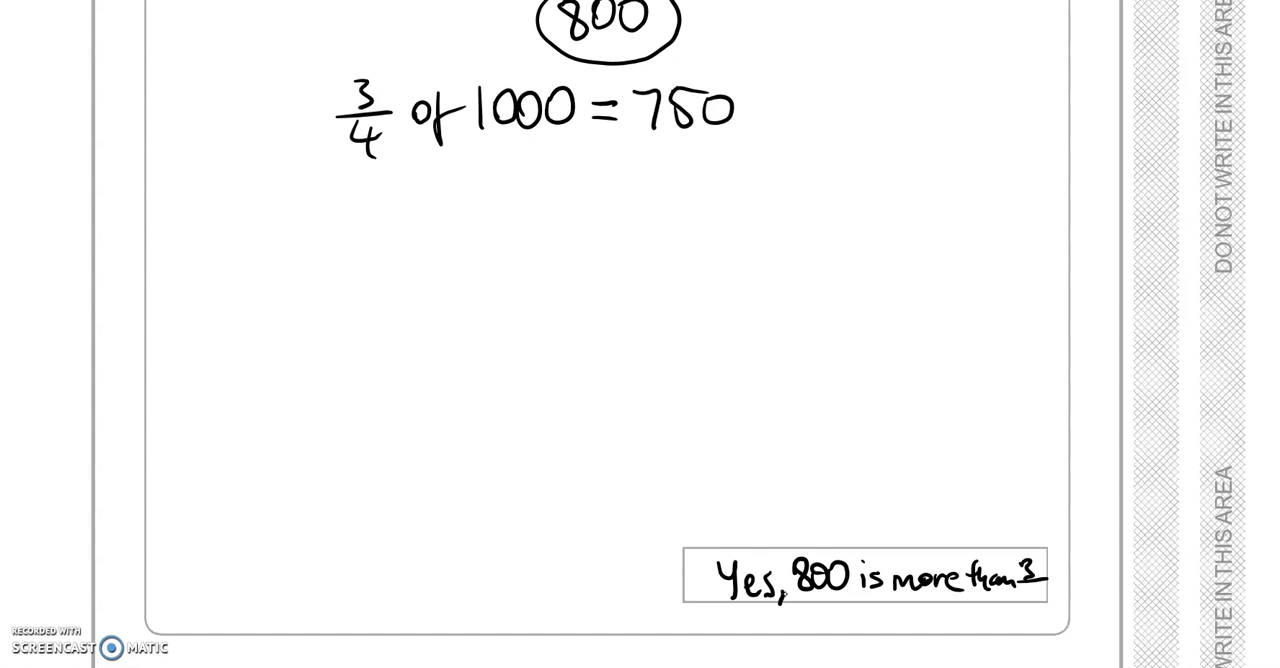 800
3/4 of 1000 = 750
Yes, 800 is more than 3
DO NOT WRITE IN THIS ARE
WRITE IN THIS AREA
RECORDED WITH
SCREENCAST MATIC